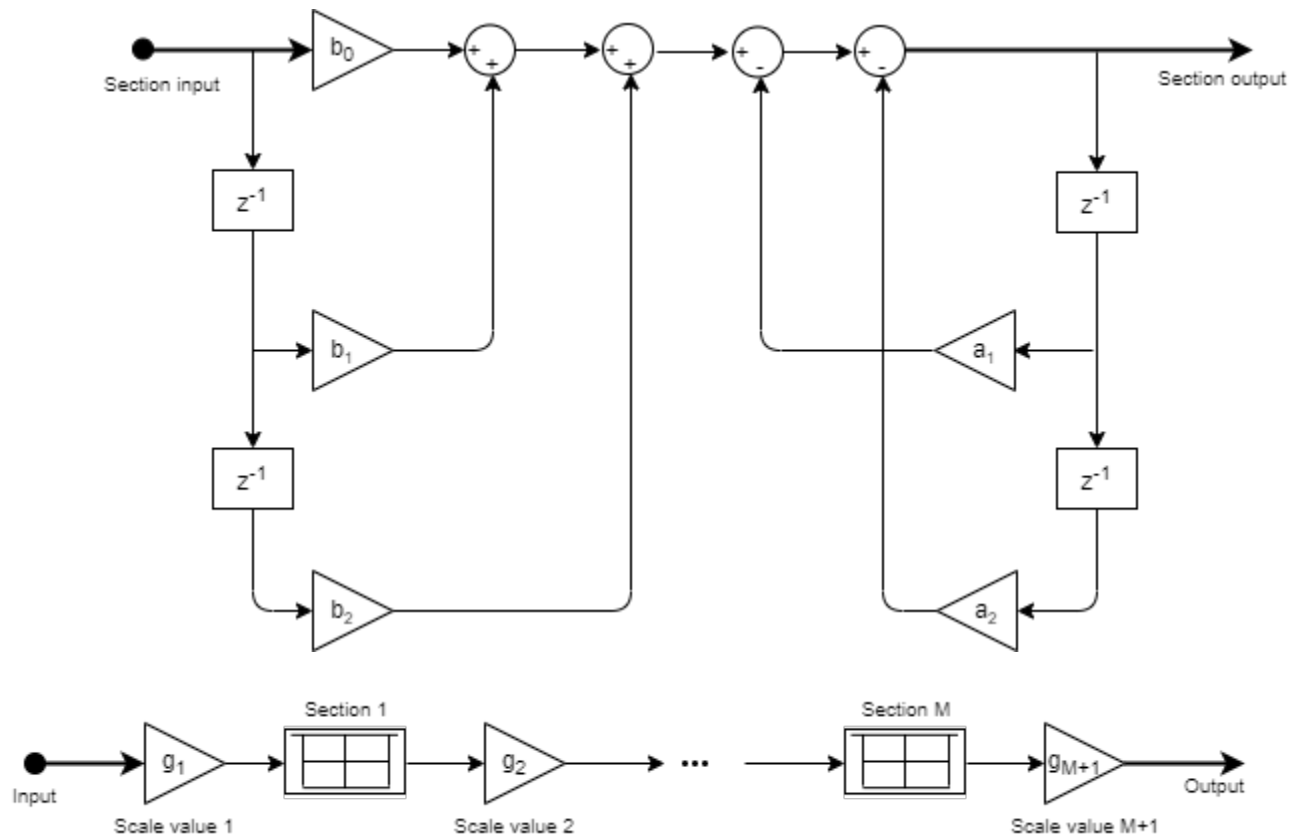 b0
+
+
+
+
+
-
+
-
Section input
Section output
z-1
z-1
b1
a1
z-1
z-1
b2
a2
Section 1
Section M
g1
g2
...
gM+1
Input
Output
Scale value 1
Scale value 2
Scale value M+1